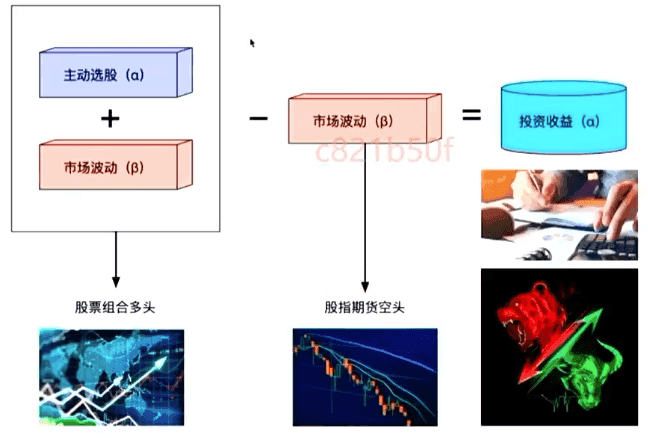 主动选股（α）
+
市场波动（β）
−
市场波动（β）
=
投资收益（α）
c821b50f
股票组合多头
股指期货空头